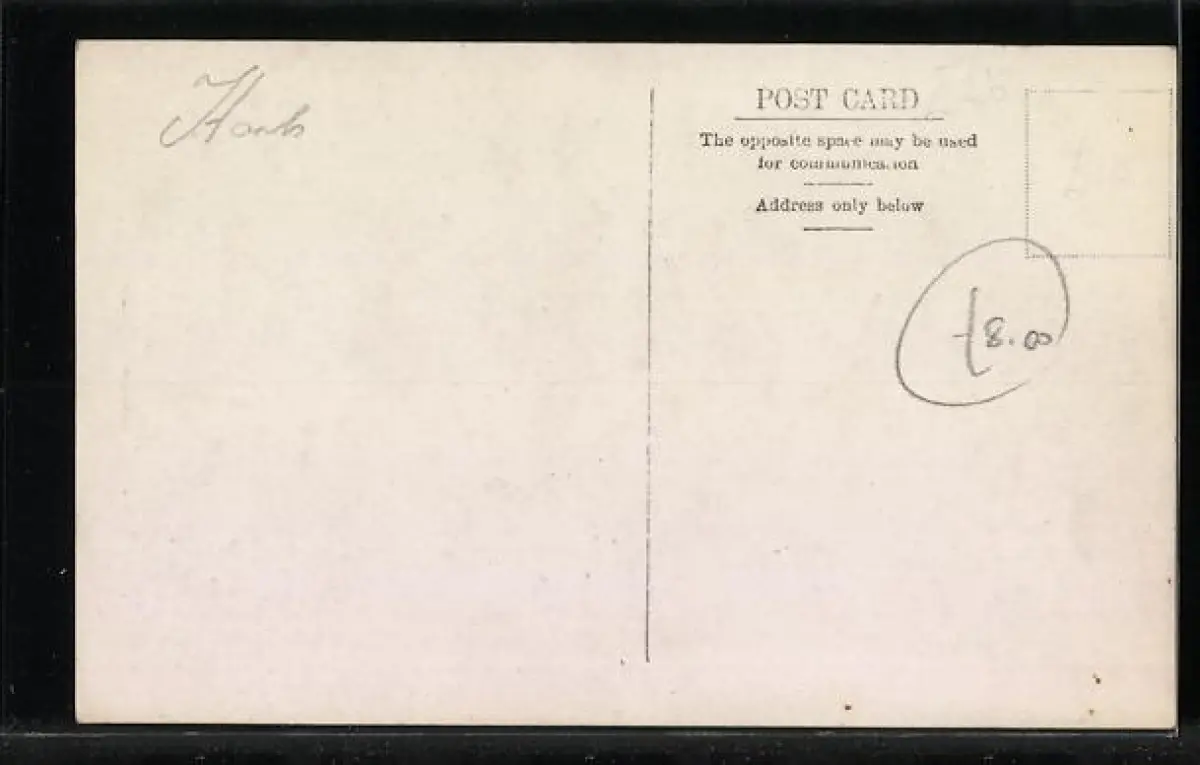 Hants
POST CARD
The opposite space may be used
for communication
Address only below
£8.00